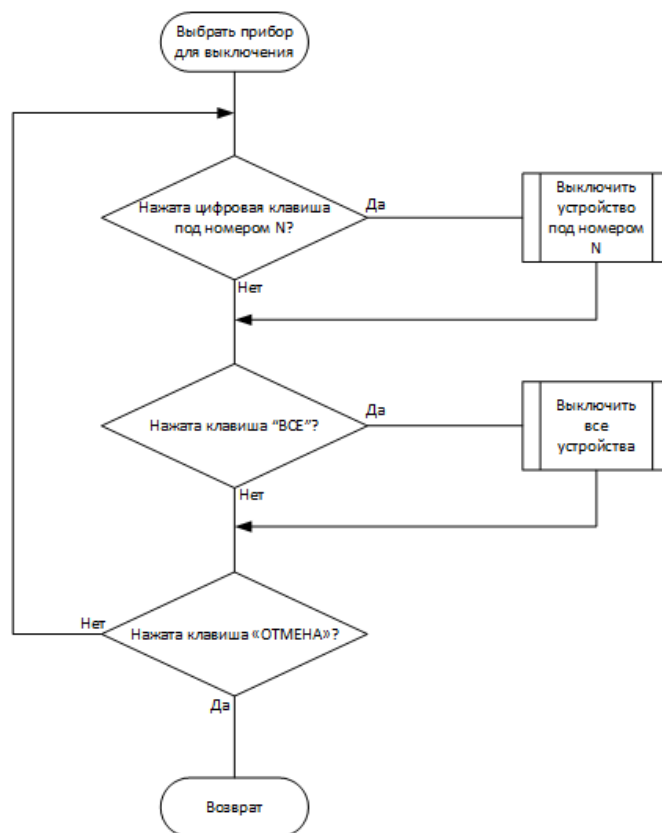 Выбрать прибор
для выключения
Нажата цифровая клавиша
под номером N?
Да
Выключить
устройство
под номером
N
Нет
Нажата клавиша “ВСЕ”?
Да
Выключить
все
устройства
Нет
Нажата клавиша «ОТМЕНА»?
Нет
Да
Возврат